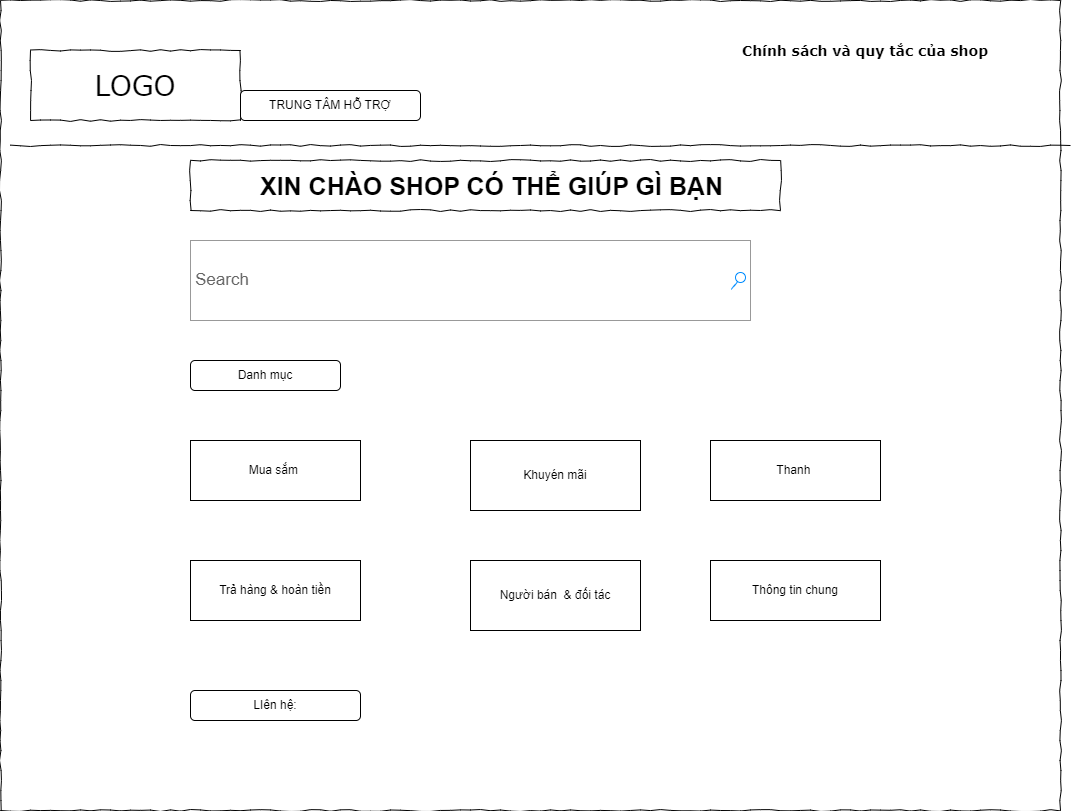 Chính sách và quy tắc của shop
LOGO
TRUNG TÂM HỖ TRỢ
XIN CHÀO SHOP CÓ THỂ GIÚP GÌ BẠN
Search
Danh mục
Mua sắm
Khuyén mãi
Thanh
Trả hàng & hoàn tiền
Người bán & đối tác
Thông tin chung
LIên hệ: